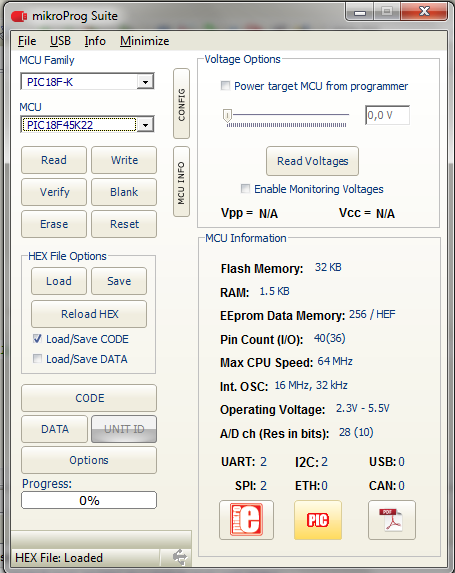 mikroProg Suite
File USB Info Minimize
MCU Family
PIC18F-K
MCU
PIC18F45K22
Read Write
Verify Blank
Erase Reset
HEX File Options
Load Save
Reload HEX
Load/Save CODE
Load/Save DATA
CODE
DATA UNIT ID
Options
Progress:
0%
HEX File: Loaded
CONFIG
MCU INFO
Voltage Options
Power target MCU from programmer
0,0 V
Read Voltages
Enable Monitoring Voltages
Vpp = N/A Vcc = N/A
MCU Information
Flash Memory: 32 KB
RAM: 1.5 KB
EEprom Data Memory: 256 / HEF
Pin Count (I/O): 40(36)
Max CPU Speed: 64 MHz
Int. OSC: 16 MHz, 32 kHz
Operating Voltage: 2.3V - 5.5V
A/D ch (Res in bits): 28 (10)
UART: 2 I2C: 2 USB: 0
SPI: 2 ETH: 0 CAN: 0
e PIC PDF